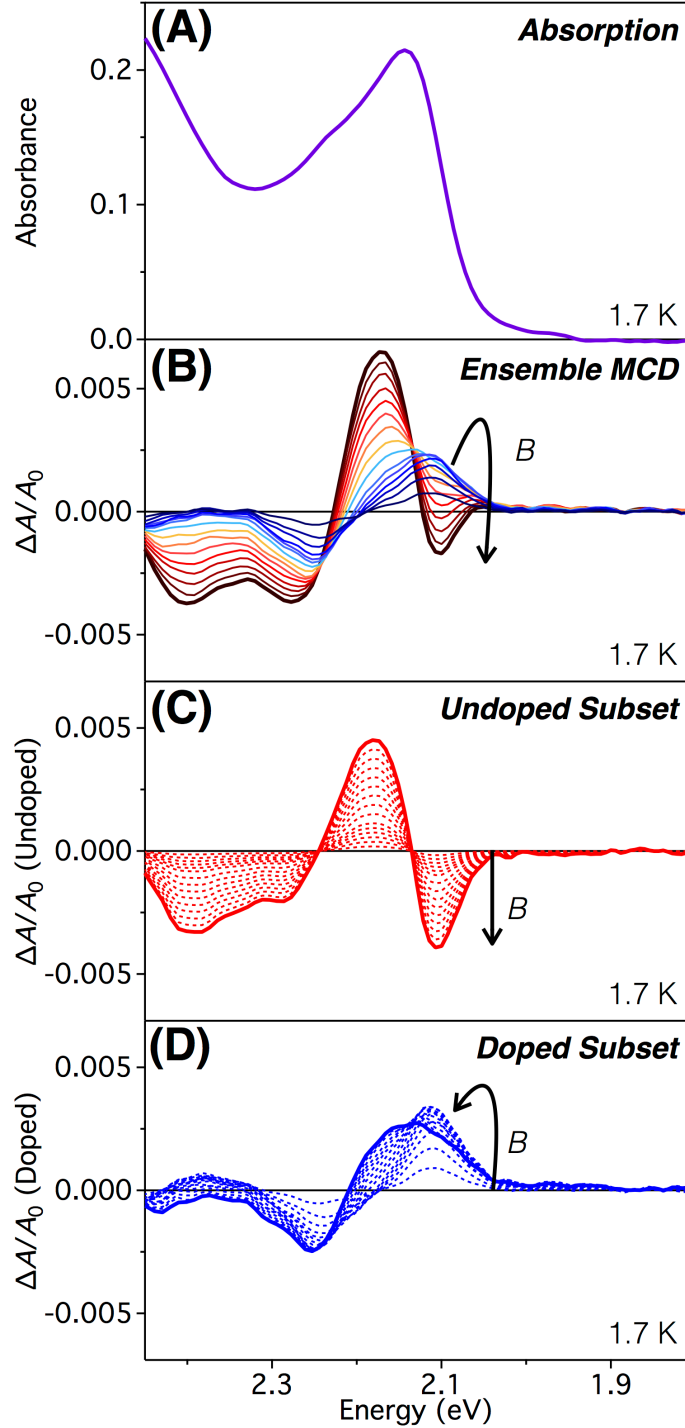 (A)
Absorption
Absorbance
0.2
0.1
0.0
1.7 K
(B)
Ensemble MCD
ΔA/A0
0.005
0.000
-0.005
B
1.7 K
(C)
Undoped Subset
ΔA/A0 (Undoped)
0.005
0.000
-0.005
B
1.7 K
(D)
Doped Subset
ΔA/A0 (Doped)
0.005
0.000
-0.005
B
1.7 K
2.3
2.1
1.9
Energy (eV)